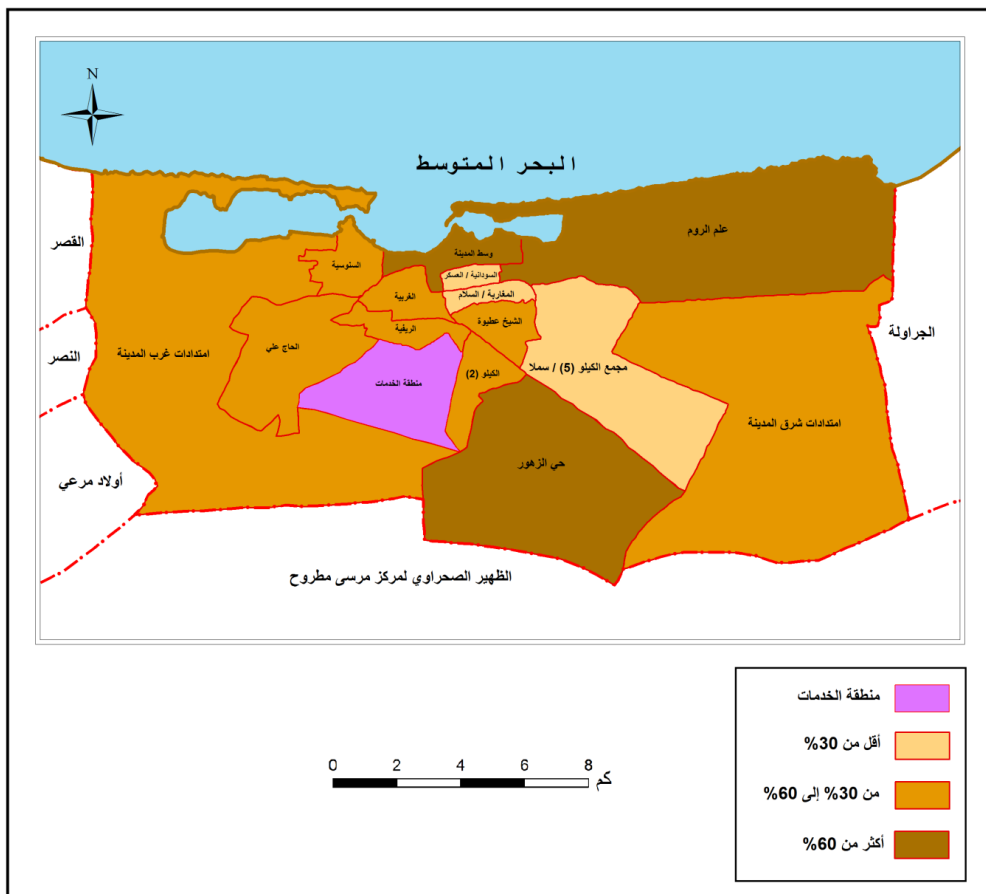 N
البحر المتوسط
علم الروم
القصر
وسط المدينة
السنوسية
السودانية / العسكر
الغربية
المغاربة / السلام
الشيخ عطيوة
الريفية
الجراولة
النصر
امتدادات غرب المدينة
الحاج علي
مجمع الكيلو (5) / سملا
الكيلو (2)
منطقة الخدمات
امتدادات شرق المدينة
حي الزهور
أولاد مرعي
الظهير الصحراوي لمركز مرسى مطروح
منطقة الخدمات
أقل من 30%
من 30% إلى 60%
أكثر من 60%
0 2 4 6 8
كم